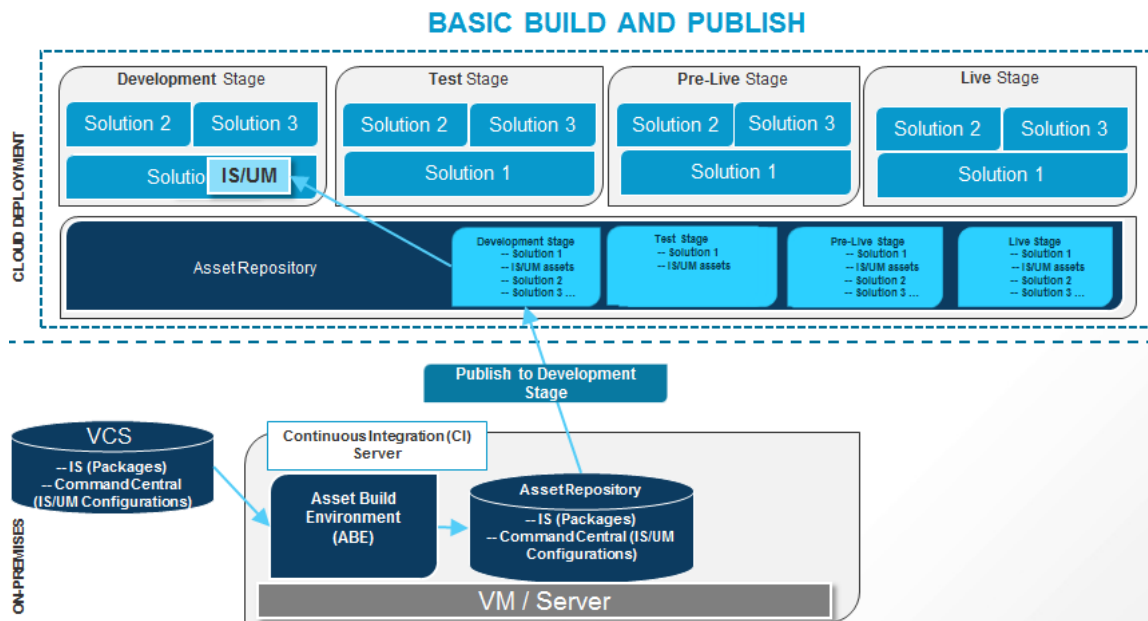 BASIC BUILD AND PUBLISH
CLOUD DEPLOYMENT
Development Stage
Solution 2
Solution 3
Solutio
IS/UM
Test Stage
Solution 2
Solution 3
Solution 1
Pre-Live Stage
Solution 2
Solution 3
Solution 1
Live Stage
Solution 2
Solution 3
Solution 1
Asset Repository
Development Stage
-- Solution 1
-- IS/UM assets
-- Solution 2
-- Solution 3 ...
Test Stage
-- Solution 1
-- IS/UM assets
Pre-Live Stage
-- Solution 1
-- IS/UM assets
-- Solution 2
-- Solution 3 ...
Live Stage
-- Solution 1
-- IS/UM assets
-- Solution 2
-- Solution 3 ...
Publish to Development
Stage
ON-PREMISES
VCS
-- IS (Packages)
-- Command Central
(IS/UM Configurations)
Continuous Integration (CI)
Server
Asset Build
Environment
(ABE)
Asset Repository
-- IS (Packages)
-- Command Central (IS/UM
Configurations)
VM / Server